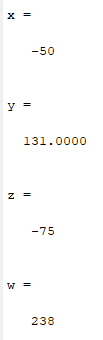 x =
-50
y =
131.0000
z =
-75
w =
238